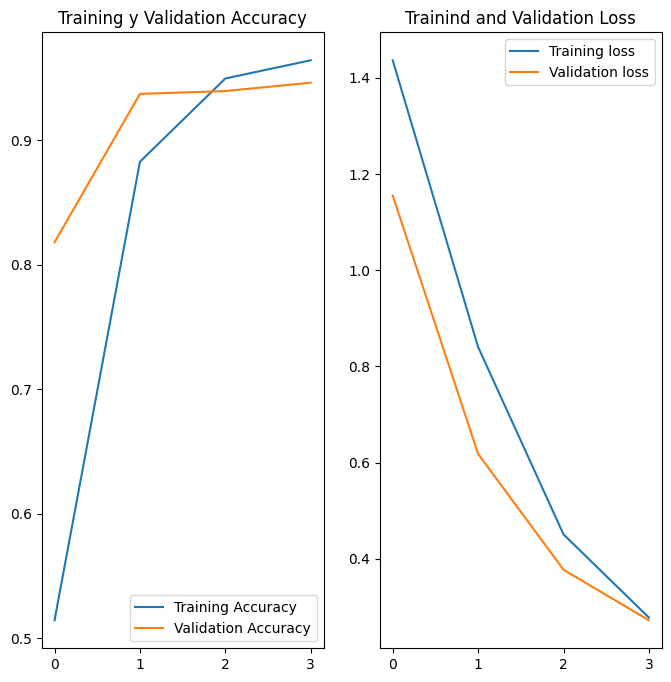 Training y Validation Accuracy
0.9
0.8
0.7
0.6
0.5
0 1 2 3
Training Accuracy
Validation Accuracy
Trainind and Validation Loss
Training loss
Validation loss
1.4
1.2
1.0
0.8
0.6
0.4
0 1 2 3